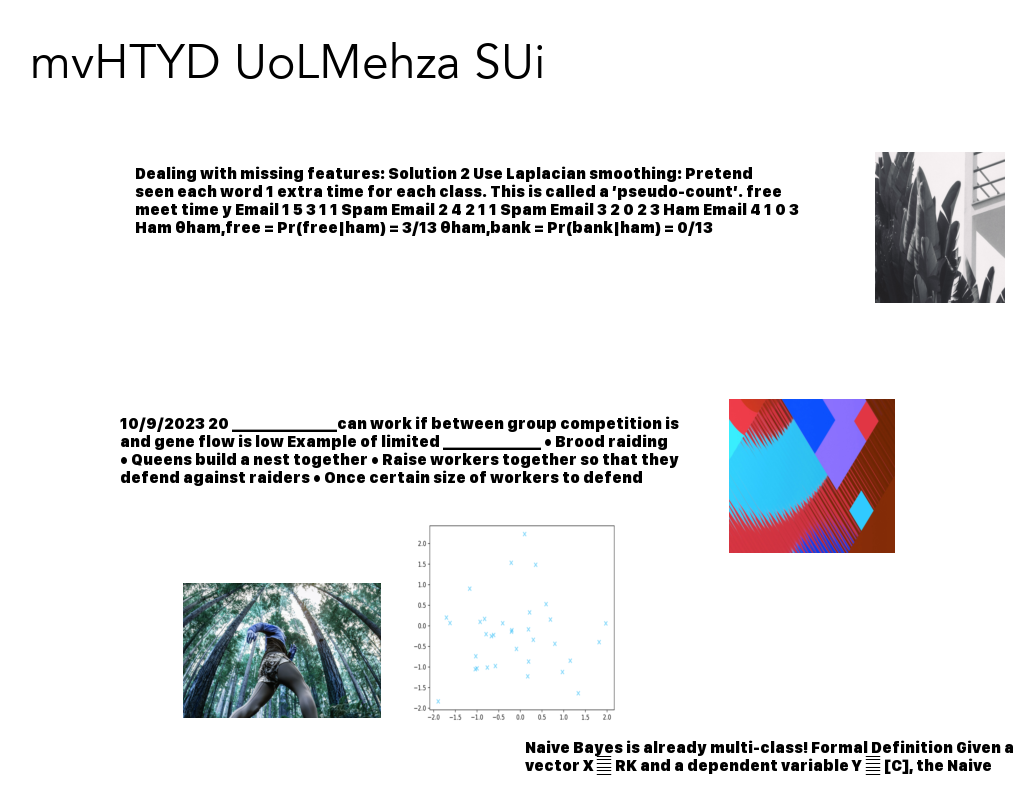 mvHTYD UoLMehza SUi
Dealing with missing features: Solution 2 Use Laplacian smoothing: Pretend
seen each word 1 extra time for each class. This is called a 'pseudo-count'. free
meet time y Email 1 5 3 1 1 Spam Email 2 4 2 1 1 Spam Email 3 2 0 2 3 Ham Email 4 1 0 3
Ham θham,free = Pr(free|ham) = 3/13 θham,bank = Pr(bank|ham) = 0/13
10/9/2023 20 _______________can work if between group competition is
and gene flow is low Example of limited ______________ • Brood raiding
• Queens build a nest together • Raise workers together so that they
defend against raiders • Once certain size of workers to defend
2.0
1.5
1.0
0.5
0.0
−0.5
−1.0
−1.5
−2.0
−2.0 −1.5 −1.0 −0.5 0.0 0.5 1.0 1.5 2.0
Naive Bayes is already multi-class! Formal Definition Given a
vector X RK and a dependent variable Y [C], the Naive